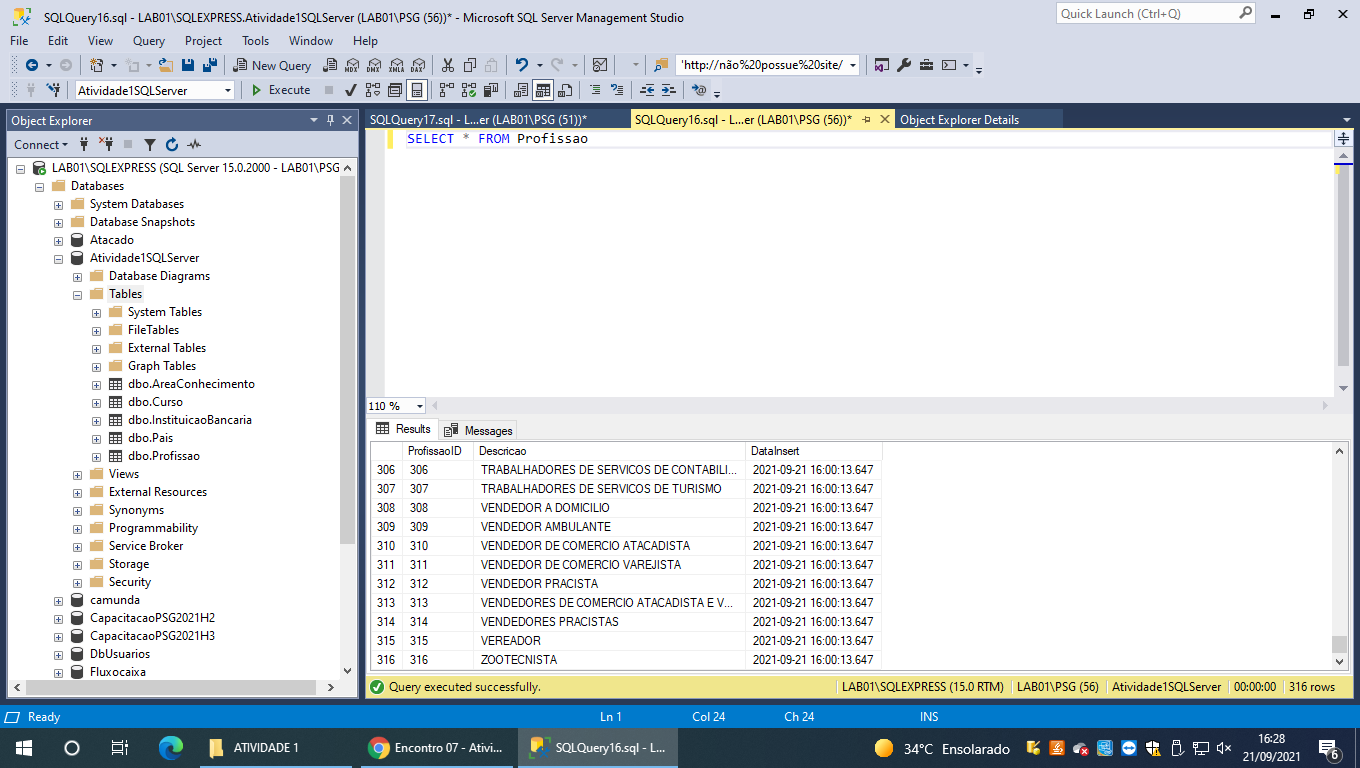 SQLQuery16.sql - LAB01\SQLEXPRESS.Atividade1SQLServer (LAB01\PSG (56))* - Microsoft SQL Server Management Studio
Quick Launch (Ctrl+Q)
File Edit View Query Project Tools Window Help
New Query MDX DMX XMLA DAX 'http://não%20possue%20site/
Atividade1SQLServer Execute
Object Explorer
SQLQuery17.sql - L...er (LAB01\PSG (51))* SQLQuery16.sql - L...er (LAB01\PSG (56))* Object Explorer Details
Connect
SELECT * FROM Profissao
LAB01\SQLEXPRESS (SQL Server 15.0.2000 - LAB01\PSG
Databases
System Databases
Database Snapshots
Atacado
Atividade1SQLServer
Database Diagrams
Tables
System Tables
FileTables
External Tables
Graph Tables
dbo.AreaConhecimento
dbo.Curso
dbo.InstituicaoBancaria
dbo.Pais
dbo.Profissao
Views
External Resources
Synonyms
Programmability
Service Broker
Storage
Security
camunda
CapacitacaoPSG2021H2
CapacitacaoPSG2021H3
DbUsuarios
Fluxocaixa
110 %
Results Messages
ProfissaoID Descricao DataInsert
306 306 TRABALHADORES DE SERVICOS DE CONTABILI... 2021-09-21 16:00:13.647
307 307 TRABALHADORES DE SERVICOS DE TURISMO 2021-09-21 16:00:13.647
308 308 VENDEDOR A DOMICILIO 2021-09-21 16:00:13.647
309 309 VENDEDOR AMBULANTE 2021-09-21 16:00:13.647
310 310 VENDEDOR DE COMERCIO ATACADISTA 2021-09-21 16:00:13.647
311 311 VENDEDOR DE COMERCIO VAREJISTA 2021-09-21 16:00:13.647
312 312 VENDEDOR PRACISTA 2021-09-21 16:00:13.647
313 313 VENDEDORES DE COMERCIO ATACADISTA E V... 2021-09-21 16:00:13.647
314 314 VENDEDORES PRACISTAS 2021-09-21 16:00:13.647
315 315 VEREADOR 2021-09-21 16:00:13.647
316 316 ZOOTECNISTA 2021-09-21 16:00:13.647
Query executed successfully. LAB01\SQLEXPRESS (15.0 RTM) LAB01\PSG (56) Atividade1SQLServer 00:00:00 316 rows
Ready Ln 1 Col 24 Ch 24 INS
ATIVIDADE 1 Encontro 07 - Ativi... SQLQuery16.sql - L... 34°C Ensolarado 16:28
21/09/2021
6